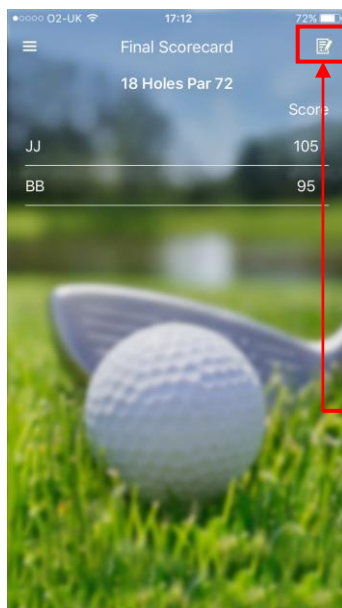 O2-UK 17:12 72%
Final Scorecard
18 Holes Par 72
Score
JJ 105
BB 95